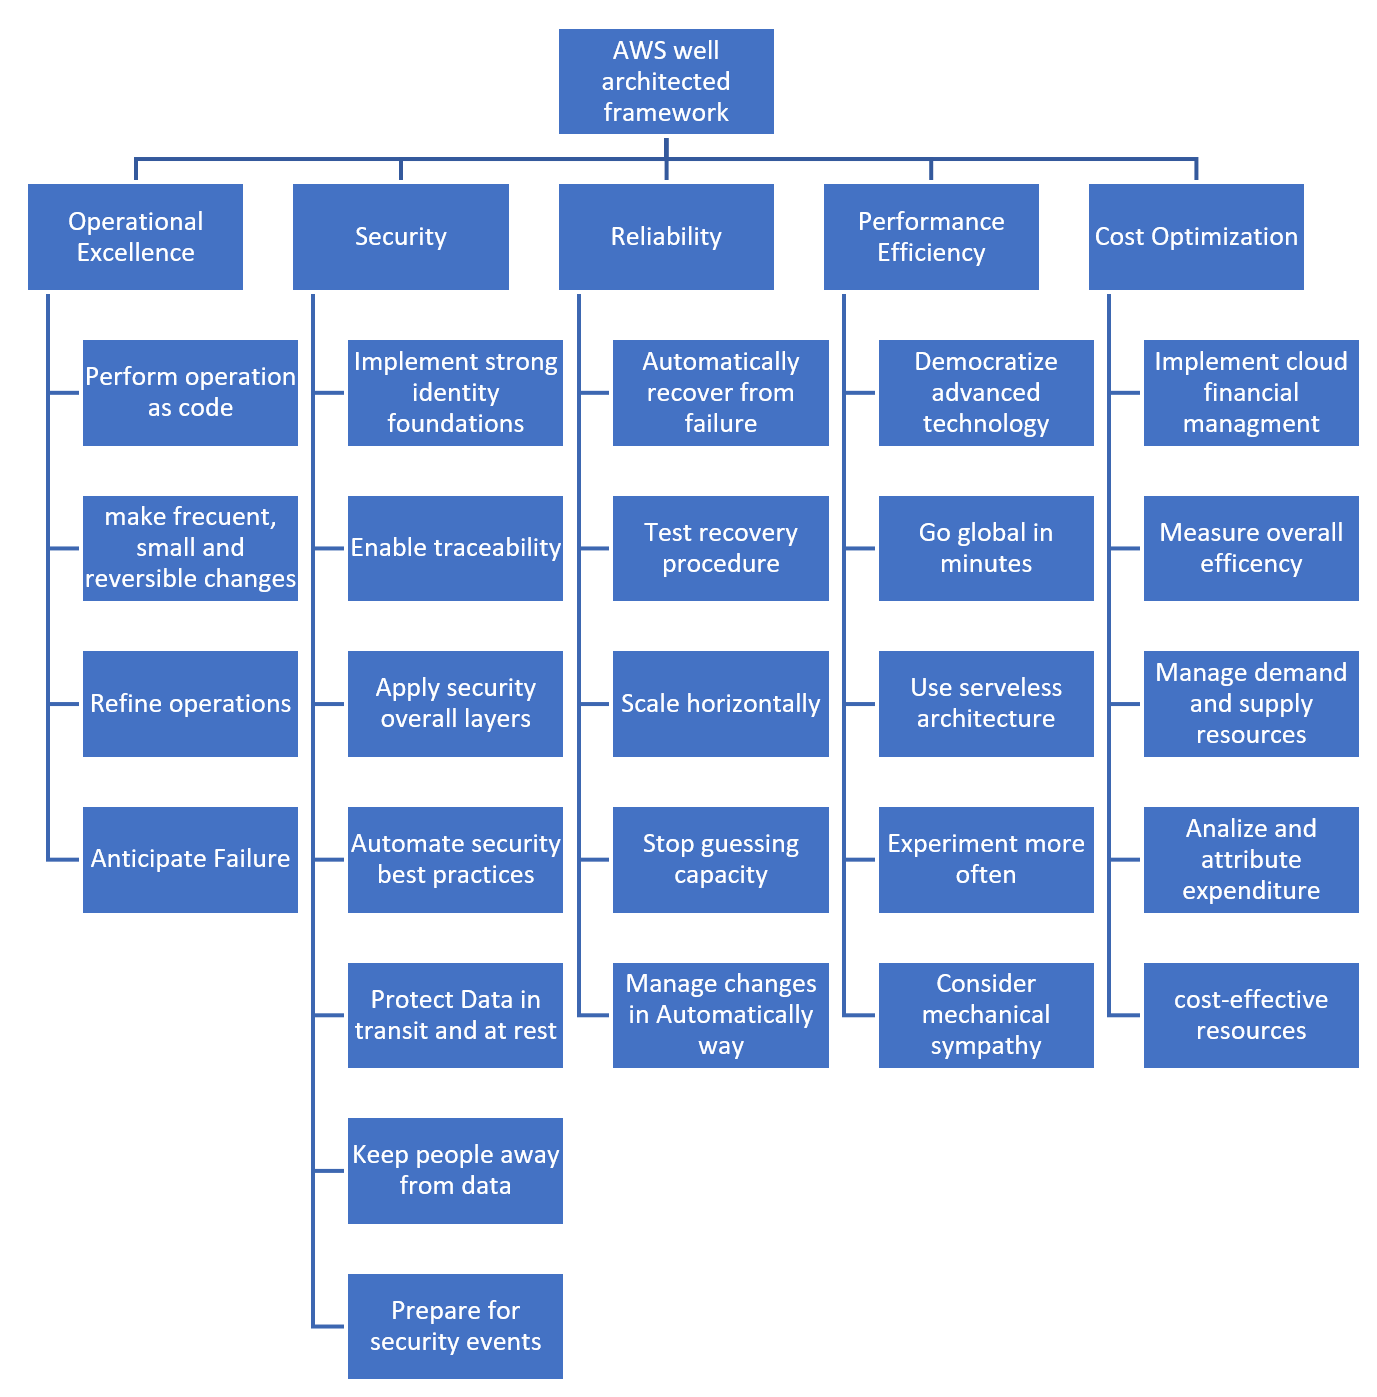 AWS well
architected
framework
Operational
Excellence
Perform operation
as code
make frecuent,
small and
reversible changes
Refine operations
Anticipate Failure
Security
Implement strong
identity
foundations
Enable traceability
Apply security
overall layers
Automate security
best practices
Protect Data in
transit and at rest
Keep people away
from data
Prepare for
security events
Reliability
Automatically
recover from
failure
Test recovery
procedure
Scale horizontally
Stop guessing
capacity
Manage changes
in Automatically
way
Performance
Efficiency
Democratize
advanced
technology
Go global in
minutes
Use serveless
architecture
Experiment more
often
Consider
mechanical
sympathy
Cost Optimization
Implement cloud
financial
managment
Measure overall
efficency
Manage demand
and supply
resources
Analize and
attribute
expenditure
cost-effective
resources